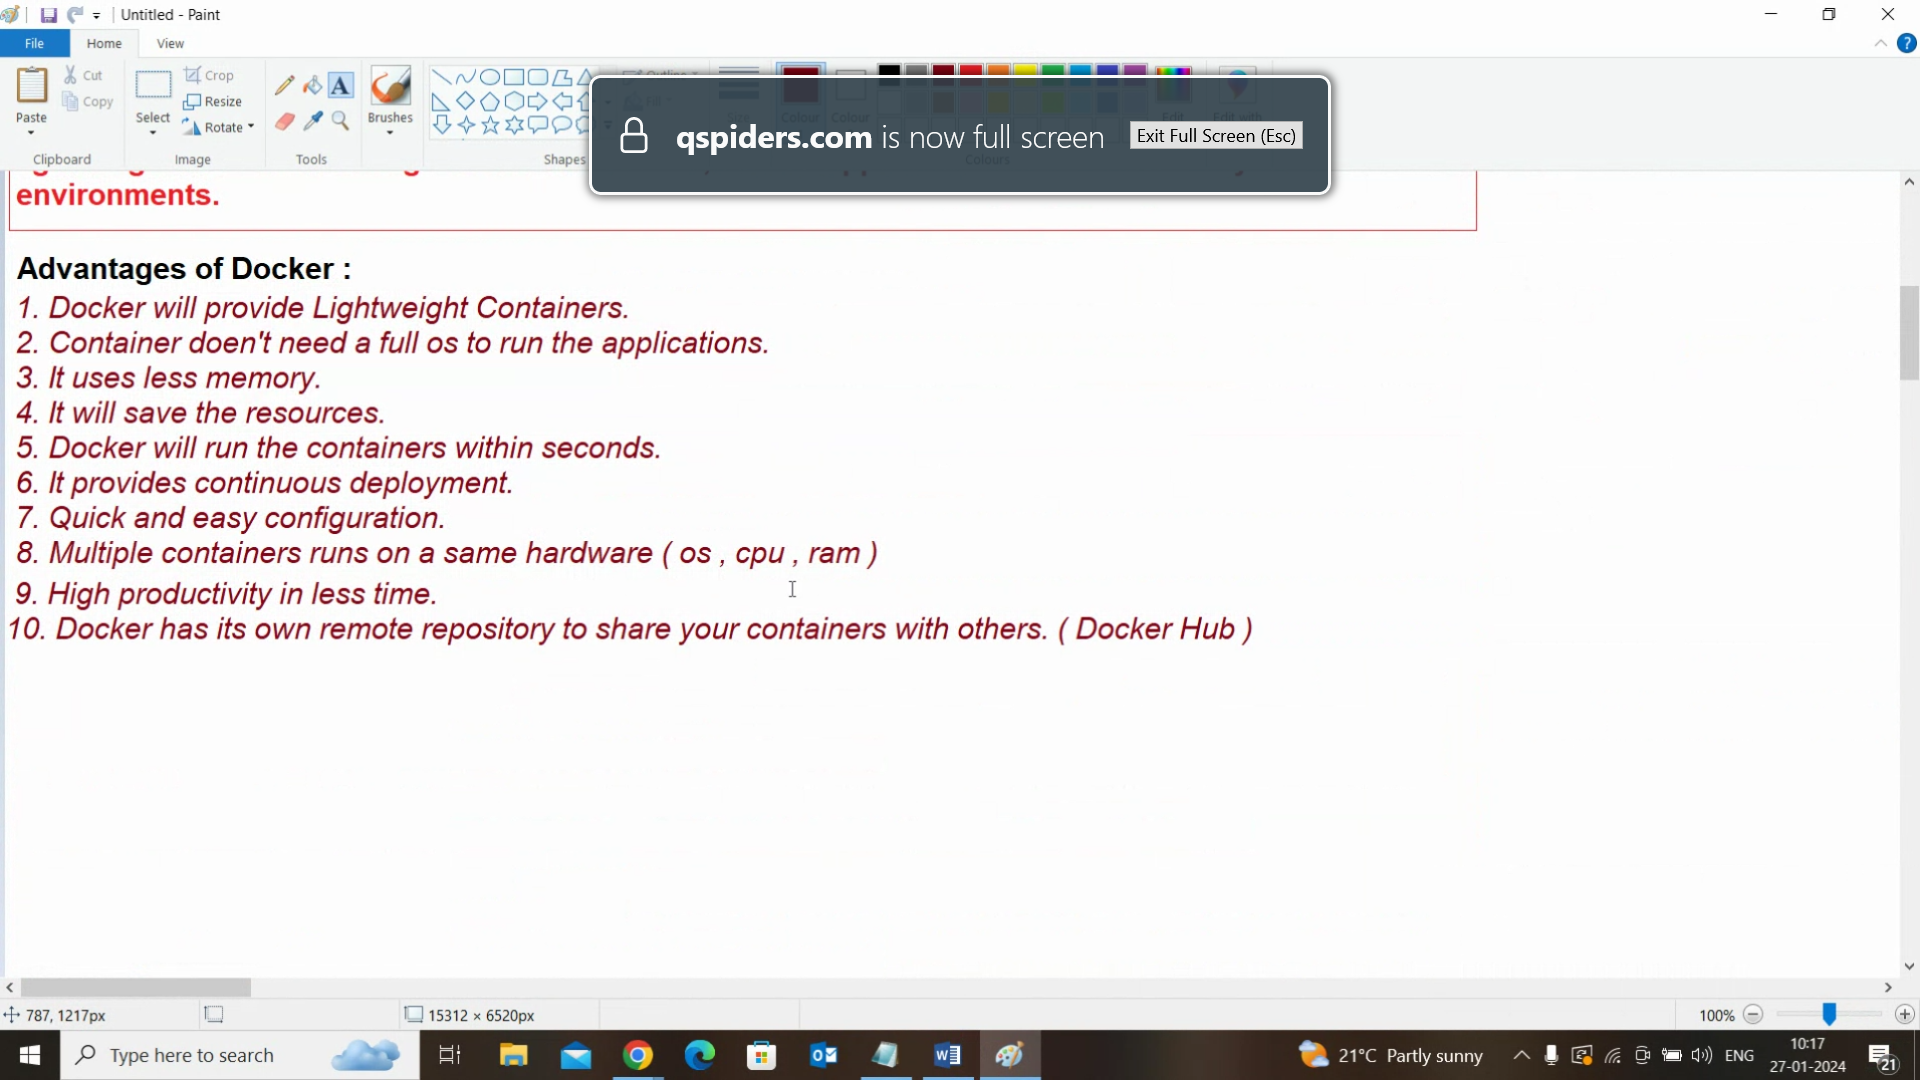 Untitled - Paint
File Home View
Cut
Copy
Paste
Clipboard
Crop
Resize
Rotate
Select
Image
Tools
Brushes
Shapes
qspiders.com is now full screen
Exit Full Screen (Esc)
environments.
Advantages of Docker :
1. Docker will provide Lightweight Containers.
2. Container doen't need a full os to run the applications.
3. It uses less memory.
4. It will save the resources.
5. Docker will run the containers within seconds.
6. It provides continuous deployment.
7. Quick and easy configuration.
8. Multiple containers runs on a same hardware ( os , cpu , ram )
9. High productivity in less time.
10. Docker has its own remote repository to share your containers with others. ( Docker Hub )
787, 1217px
15312 × 6520px
100%
Type here to search
21°C Partly sunny
ENG
10:17
27-01-2024
21